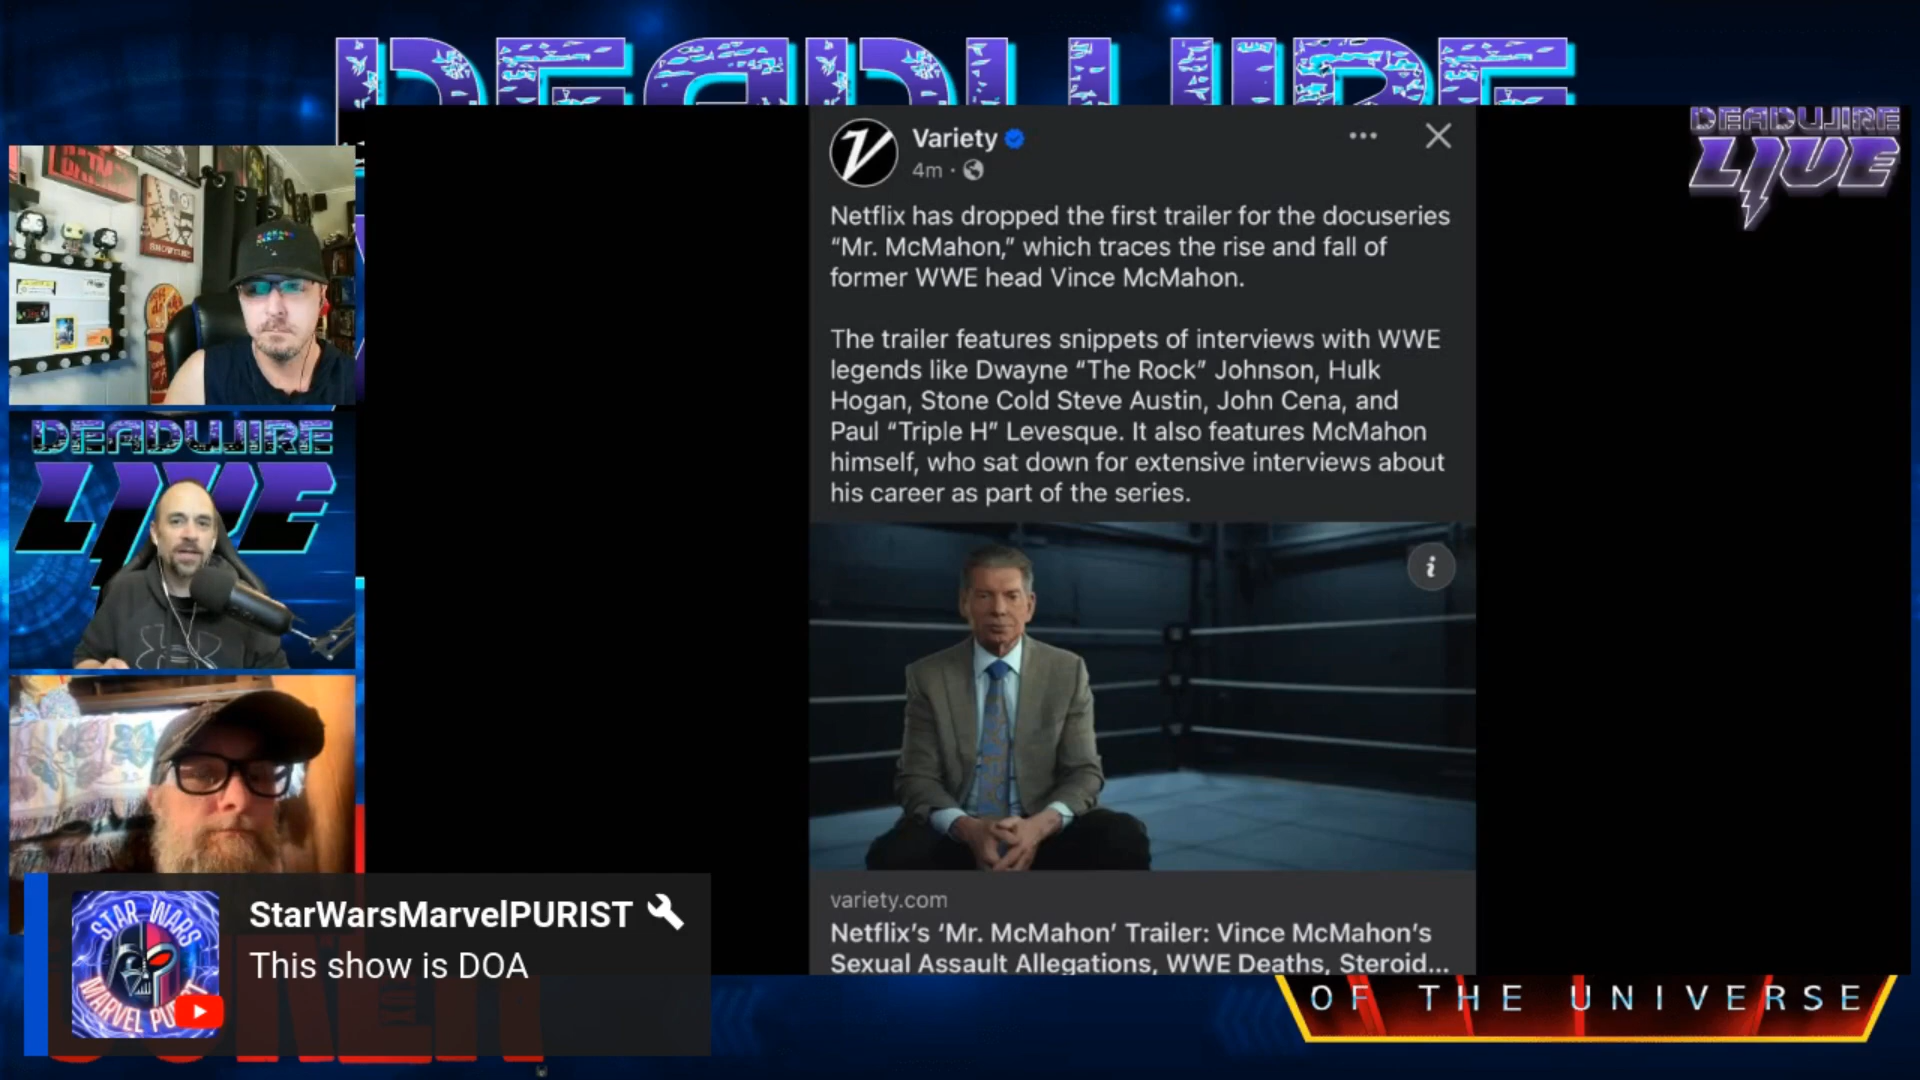 DEADWIRE
DEADWIRE
LIVE
Variety
4m
Netflix has dropped the first trailer for the docuseries
“Mr. McMahon,” which traces the rise and fall of
former WWE head Vince McMahon.
The trailer features snippets of interviews with WWE
legends like Dwayne “The Rock” Johnson, Hulk
Hogan, Stone Cold Steve Austin, John Cena, and
Paul “Triple H” Levesque. It also features McMahon
himself, who sat down for extensive interviews about
his career as part of the series.
i
variety.com
Netflix’s ‘Mr. McMahon’ Trailer: Vince McMahon’s
Sexual Assault Allegations, WWE Deaths, Steroid...
DEADWIRE
LIVE
STAR WARS
StarWarsMarvelPURIST
This show is DOA
OF THE UNIVERSE